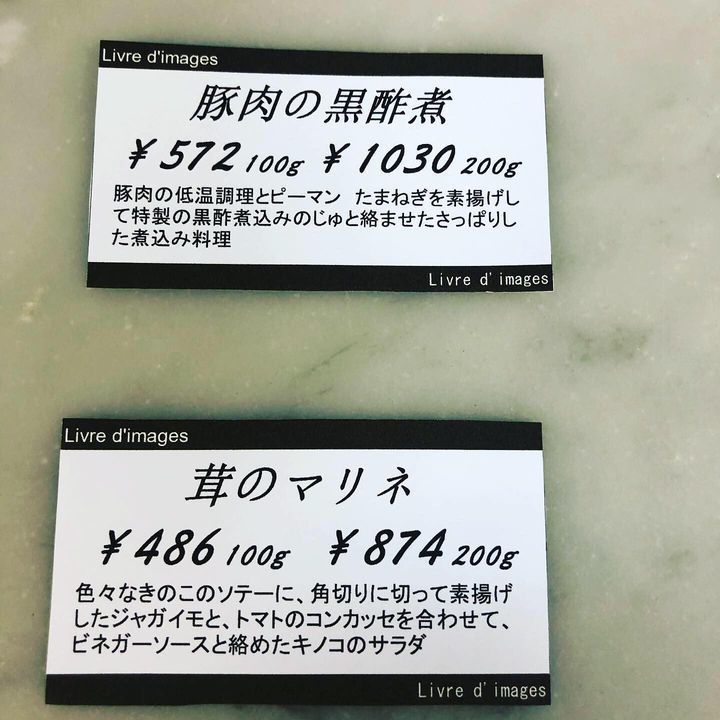 Livre d'images
豚肉の黒酢煮
¥572 100g ¥1030 200g
豚肉の低温調理とピーマン　たまねぎを素揚げし
て特製の黒酢煮込みのじゅと絡ませたさっぱりし
た煮込み料理
Livre d'images
Livre d'images
茸のマリネ
¥486 100g ¥874 200g
色々なきのこのソテーに、角切りに切って素揚げ
したジャガイモと、トマトのコンカッセを合わせて、
ビネガーソースと絡めたキノコのサラダ
Livre d'images